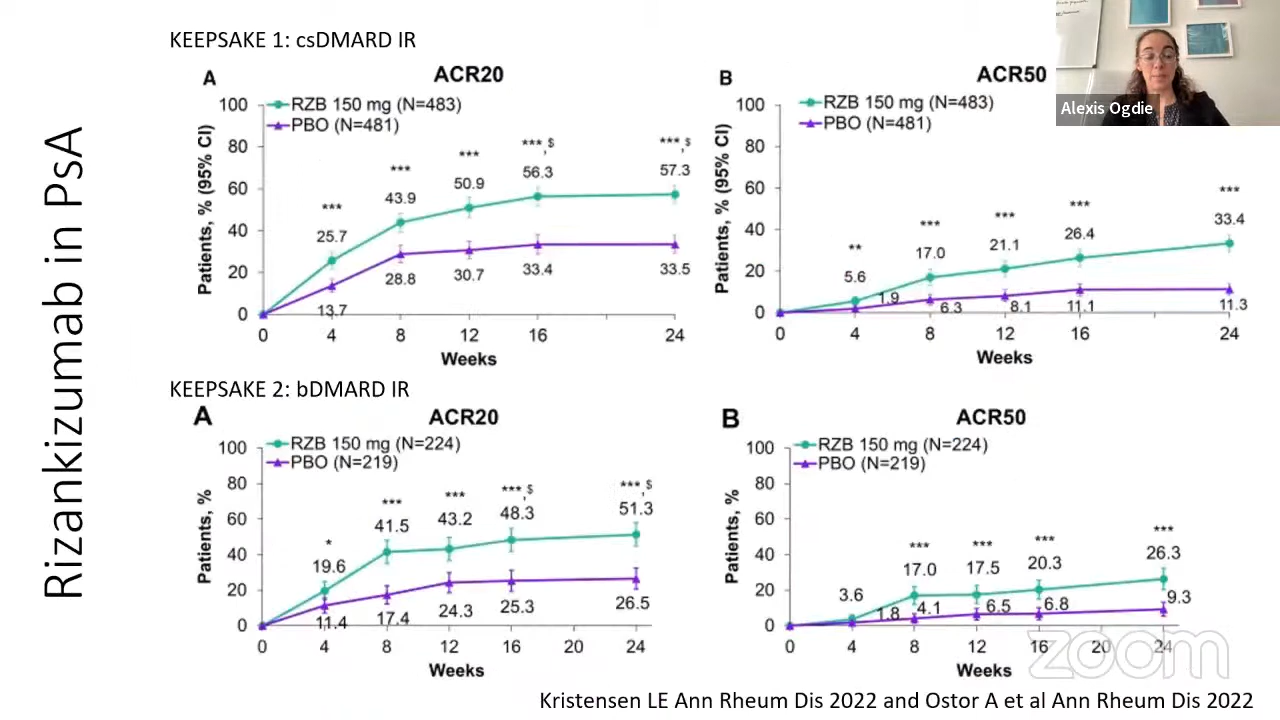 Rizankizumab in PsA
KEEPSAKE 1: csDMARD IR
A
ACR20
RZB 150 mg (N=483)
PBO (N=481)
Patients, % (95% CI)
100
80
60
40
20
0
***
***
***
***,$
***,$
25.7
43.9
50.9
56.3
57.3
13.7
28.8
30.7
33.4
33.5
0 4 8 12 16 24
Weeks
B
ACR50
RZB 150 mg (N=483)
PBO (N=481)
Patients, % (95% CI)
100
80
60
40
20
0
**
***
***
***
***
5.6
17.0
21.1
26.4
33.4
1.9
6.3
8.1
11.1
11.3
0 4 8 12 16 24
Weeks
Alexis Ogdie
KEEPSAKE 2: bDMARD IR
A
ACR20
RZB 150 mg (N=224)
PBO (N=219)
Patients, %
100
80
60
40
20
0
*
***
***
***,$
***,$
19.6
41.5
43.2
48.3
51.3
11.4
17.4
24.3
25.3
26.5
0 4 8 12 16 20 24
Weeks
B
ACR50
RZB 150 mg (N=224)
PBO (N=219)
Patients, %
100
80
60
40
20
0
***
***
***
***
3.6
17.0
17.5
20.3
26.3
1.8
4.1
6.5
6.8
9.3
0 4 8 12 16 20 24
Weeks
zoom
Kristensen LE Ann Rheum Dis 2022 and Ostor A et al Ann Rheum Dis 2022